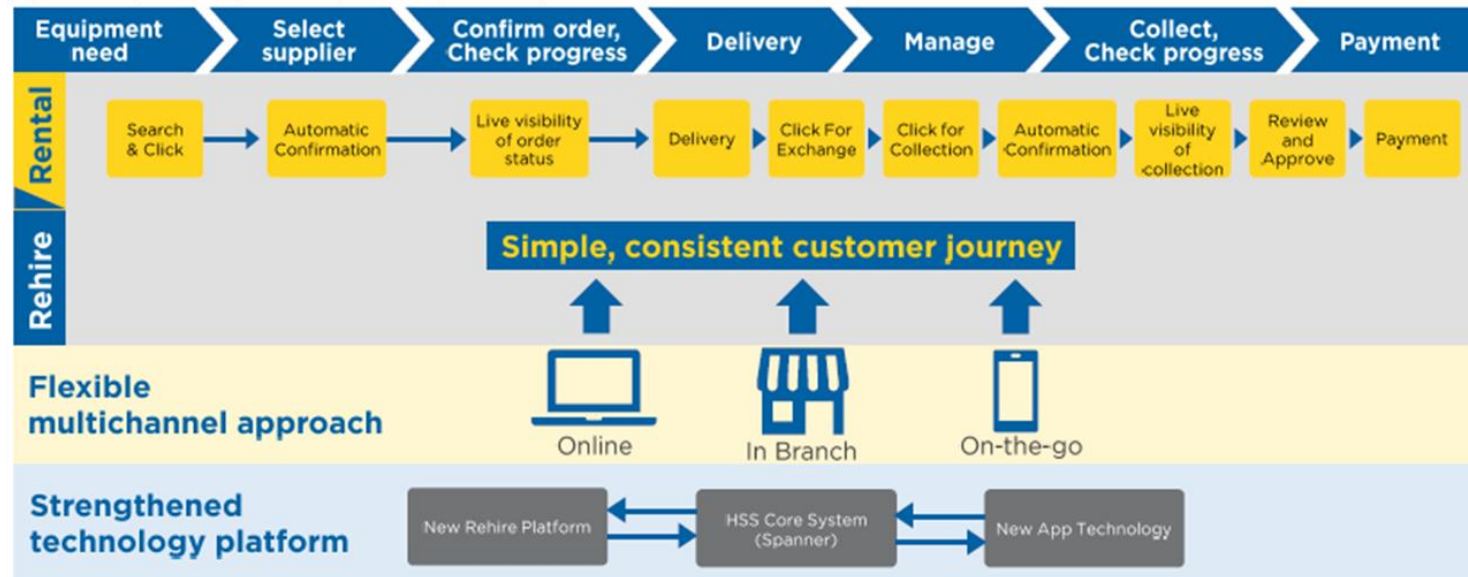 Equipment
need
Select
supplier
Confirm order,
Check progress
Delivery
Manage
Collect,
Check progress
Payment
Rental
Search
& Click
Automatic
Confirmation
Live visibility
of order
status
Delivery
Click For
Exchange
Click for
Collection
Automatic
Confirmation
Live
visibility
of
collection
Review
and
Approve
Payment
Rehire
Simple, consistent customer journey
Flexible
multichannel approach
Online
In Branch
On-the-go
Strengthened
technology platform
New Rehire Platform
HSS Core System
(Spanner)
New App Technology